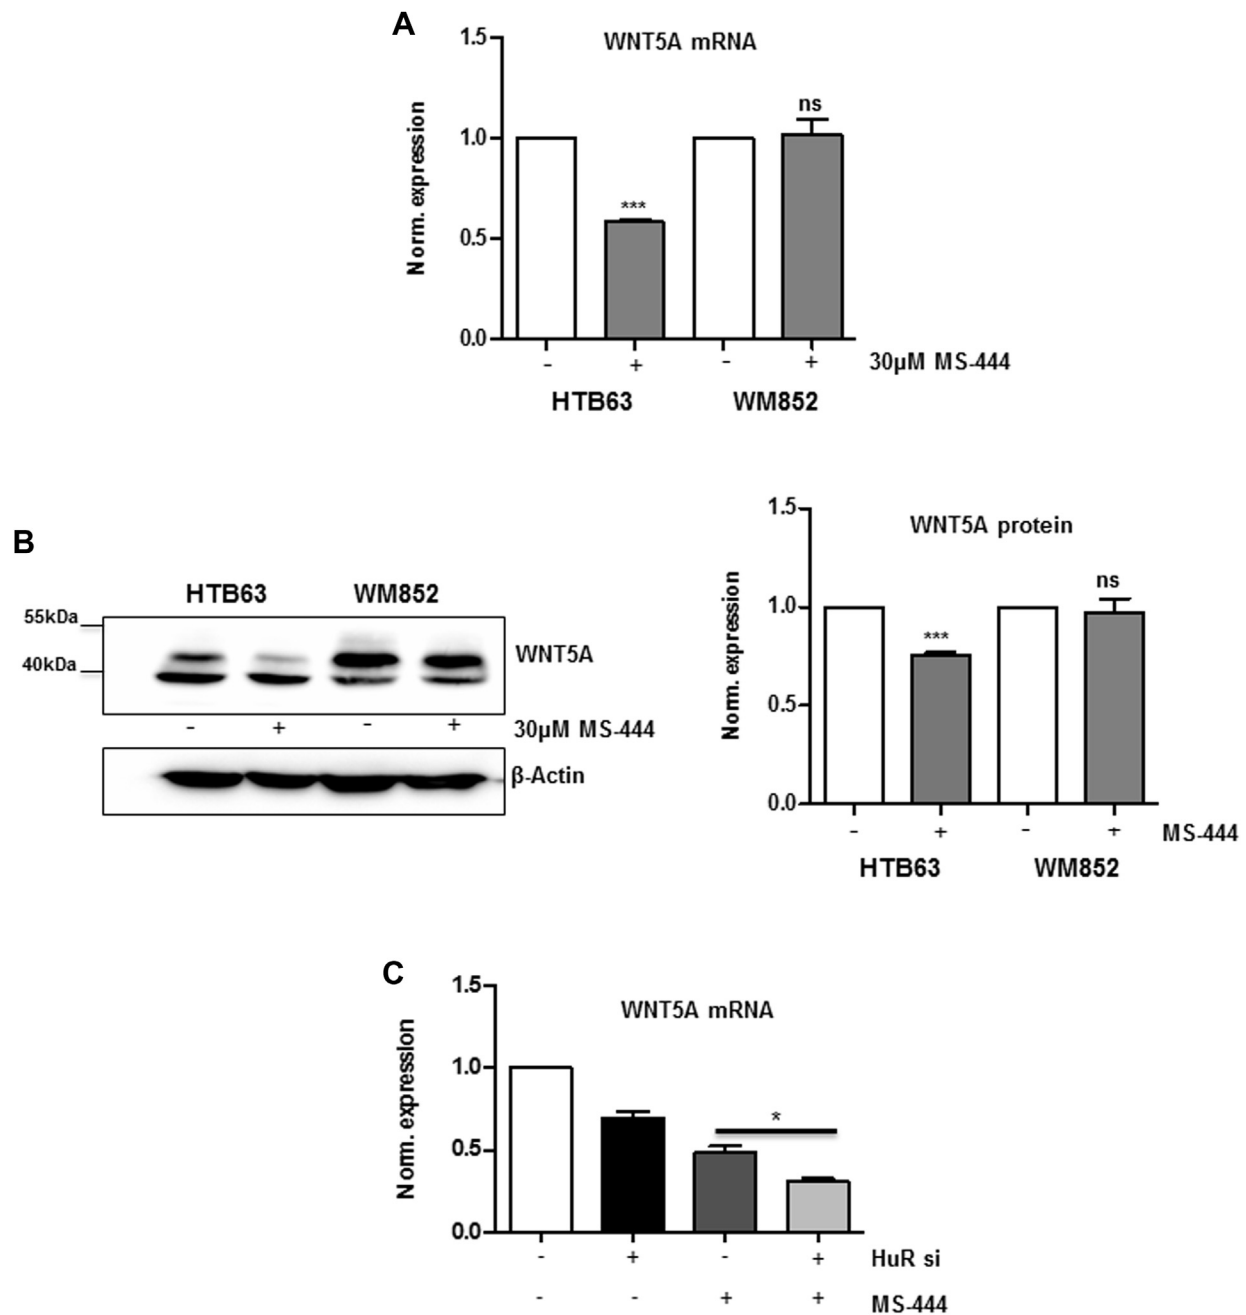 A
WNT5A mRNA
Norm. expression
1.5
1.0
0.5
0.0
***
ns
- + - + 30µM MS-444
HTB63 WM852
B
HTB63 WM852
55kDa
40kDa
WNT5A
- + - + 30µM MS-444
β-Actin
WNT5A protein
Norm. expression
1.5
1.0
0.5
0.0
***
ns
- + - + MS-444
HTB63 WM852
C
WNT5A mRNA
Norm. expression
1.5
1.0
0.5
0.0
*
- + - + HuR si
- - + + MS-444